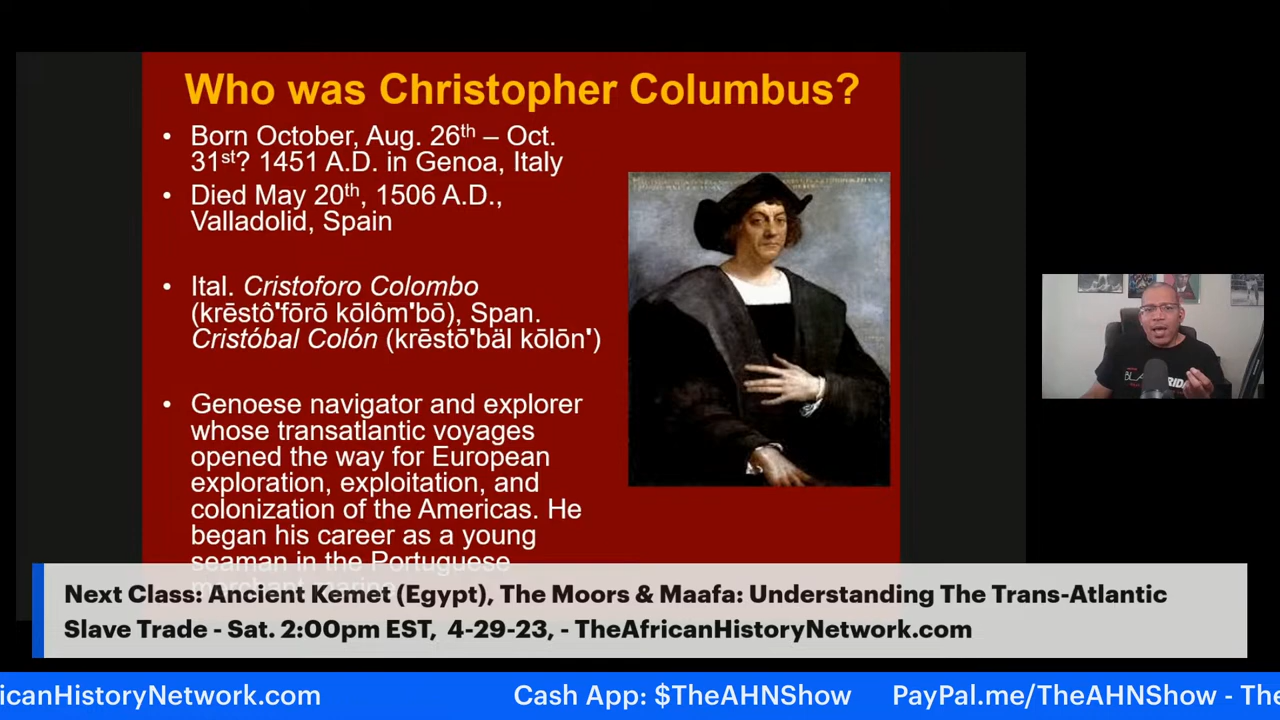 Who was Christopher Columbus?
• Born October, Aug. 26th – Oct.
31st? 1451 A.D. in Genoa, Italy
• Died May 20th, 1506 A.D.,
Valladolid, Spain
• Ital. Cristoforo Colombo
(krēstô'fōrō kōlôm'bō), Span.
Cristóbal Colón (krēstō'bäl kōlōn')
• Genoese navigator and explorer
whose transatlantic voyages
opened the way for European
exploration, exploitation, and
colonization of the Americas. He
began his career as a young
seaman in the Portuguese
merchant marine
Next Class: Ancient Kemet (Egypt), The Moors & Maafa: Understanding The Trans-Atlantic
Slave Trade - Sat. 2:00pm EST, 4-29-23, - TheAfricanHistoryNetwork.com
icanHistoryNetwork.com Cash App: $TheAHNShow PayPal.me/TheAHNShow - The